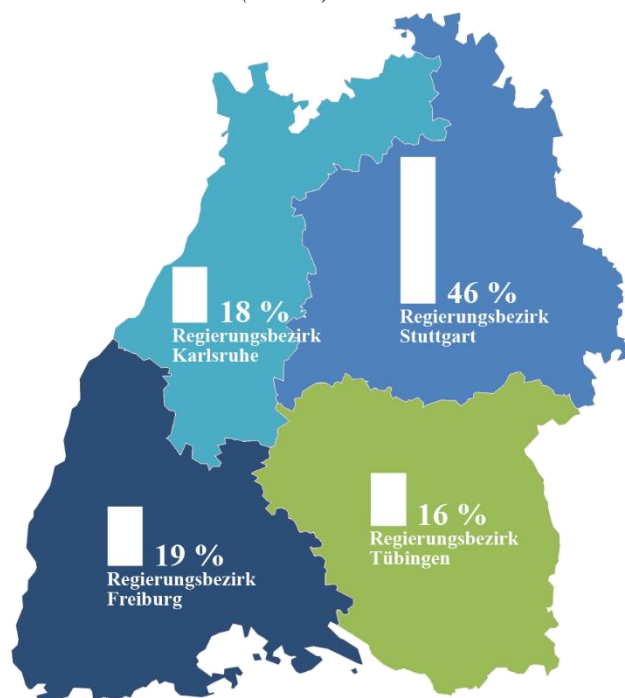 46 %
Regierungsbezirk
Stuttgart
18 %
Regierungsbezirk
Karlsruhe
16 %
Regierungsbezirk
Tübingen
19 %
Regierungsbezirk
Freiburg